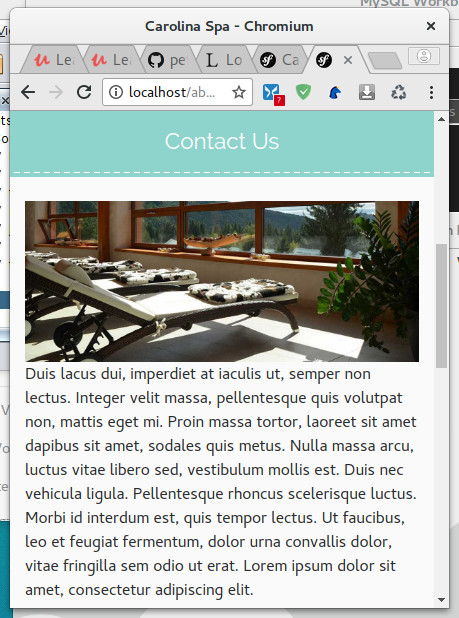 MySQL Workb
Carolina Spa - Chromium
Le
Le
pe
L Lo
Ca
localhost/ab...
7
Contact Us
Duis lacus dui, imperdiet at iaculis ut, semper non
lectus. Integer velit massa, pellentesque quis volutpat
non, mattis eget mi. Proin massa tortor, laoreet sit amet
dapibus sit amet, sodales quis metus. Nulla massa arcu,
luctus vitae libero sed, vestibulum mollis est. Duis nec
vehicula ligula. Pellentesque rhoncus scelerisque luctus.
Morbi id interdum est, quis tempor lectus. Ut faucibus,
leo et feugiat fermentum, dolor urna convallis dolor,
vitae fringilla sem odio ut erat. Lorem ipsum dolor sit
amet, consectetur adipiscing elit.